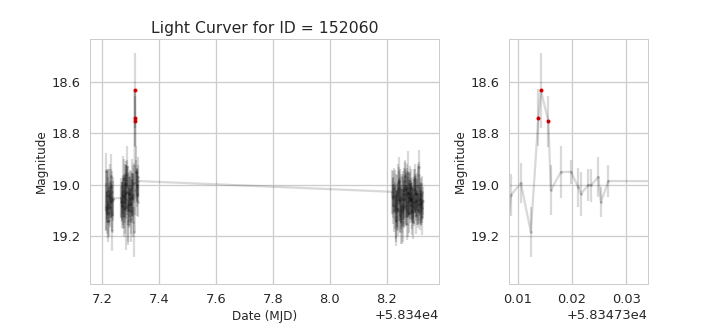 Light Curver for ID = 152060
Magnitude
18.6
18.8
19.0
19.2
7.2
7.4
7.6
7.8
8.0
8.2
Date (MJD)
+5.834e4
Magnitude
18.6
18.8
19.0
19.2
0.01
0.02
0.03
+5.83473e4